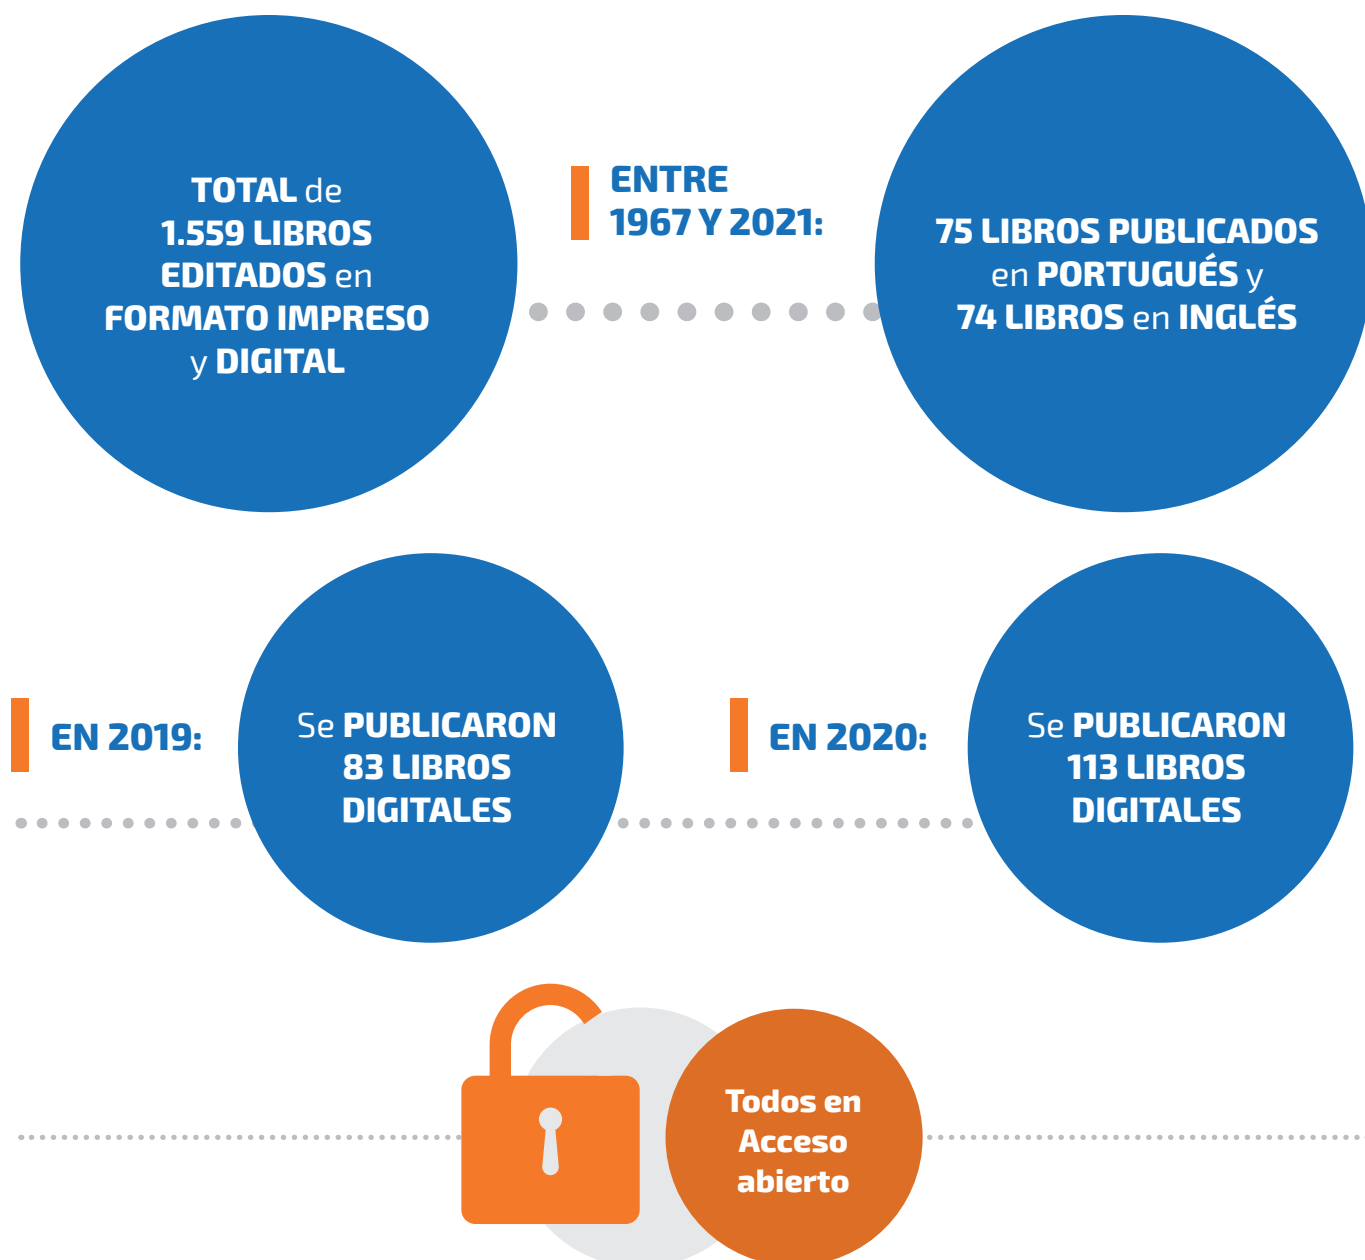 TOTAL de
1.559 LIBROS
EDITADOS en
FORMATO IMPRESO
y DIGITAL
ENTRE
1967 Y 2021:
75 LIBROS PUBLICADOS
en PORTUGUÉS y
74 LIBROS en INGLÉS
EN 2019:
Se PUBLICARON
83 LIBROS
DIGITALES
EN 2020:
Se PUBLICARON
113 LIBROS
DIGITALES
Todos en
Acceso
abierto